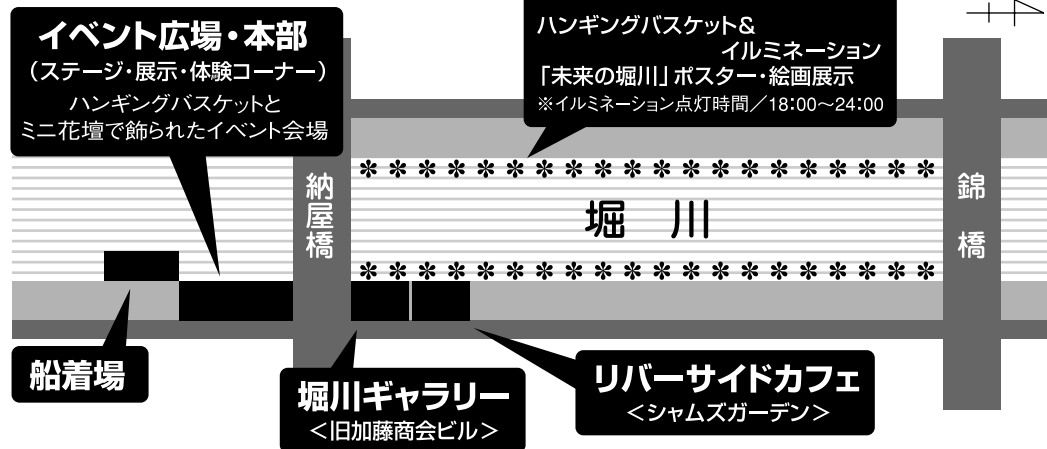 イベント広場・本部
（ステージ・展示・体験コーナー）
ハンギングバスケットと
ミニ花壇で飾られたイベント会場
ハンギングバスケット＆
イルミネーション
「未来の堀川」ポスター・絵画展示
※イルミネーション点灯時間／18:00～24:00
納屋橋
堀川
錦橋
船着場
堀川ギャラリー
＜旧加藤商会ビル＞
リバーサイドカフェ
＜シャムズガーデン＞